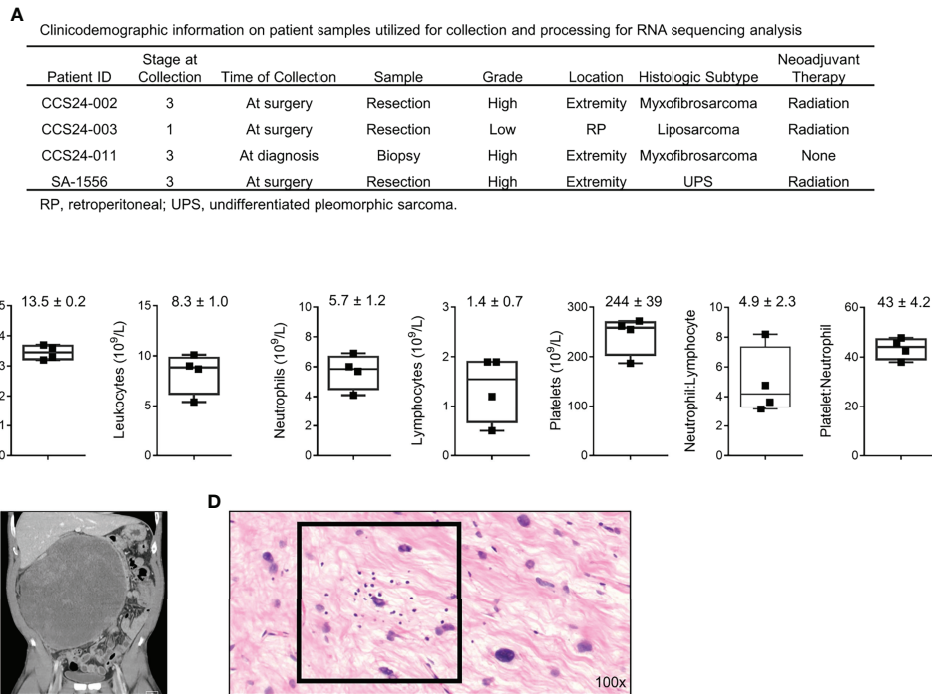 A
Clinicodemographic information on patient samples utilized for collection and processing for RNA sequencing analysis
Patient ID Stage at Collection Time of Collection Sample Grade Location Histologic Subtype Neoadjuvant Therapy
CCS24-002 3 At surgery Resection High Extremity Myxofibrosarcoma Radiation
CCS24-003 1 At surgery Resection Low RP Liposarcoma Radiation
CCS24-011 3 At diagnosis Biopsy High Extremity Myxofibrosarcoma None
SA-1556 3 At surgery Resection High Extremity UPS Radiation
RP, retroperitoneal; UPS, undifferentiated pleomorphic sarcoma.
13.5 ± 0.2
5
4
3
2
1
0
8.3 ± 1.0
Leukocytes (10⁹/L)
15
10
5
0
5.7 ± 1.2
Neutrophils (10⁹/L)
10
8
6
4
2
0
1.4 ± 0.7
Lymphocytes (10⁹/L)
3
2
1
0
244 ± 39
Platelets (10⁹/L)
300
200
100
0
4.9 ± 2.3
Neutrophil:Lymphocyte
10
8
6
4
2
0
43 ± 4.2
Platelet:Neutrophil
60
40
20
0
D
100x